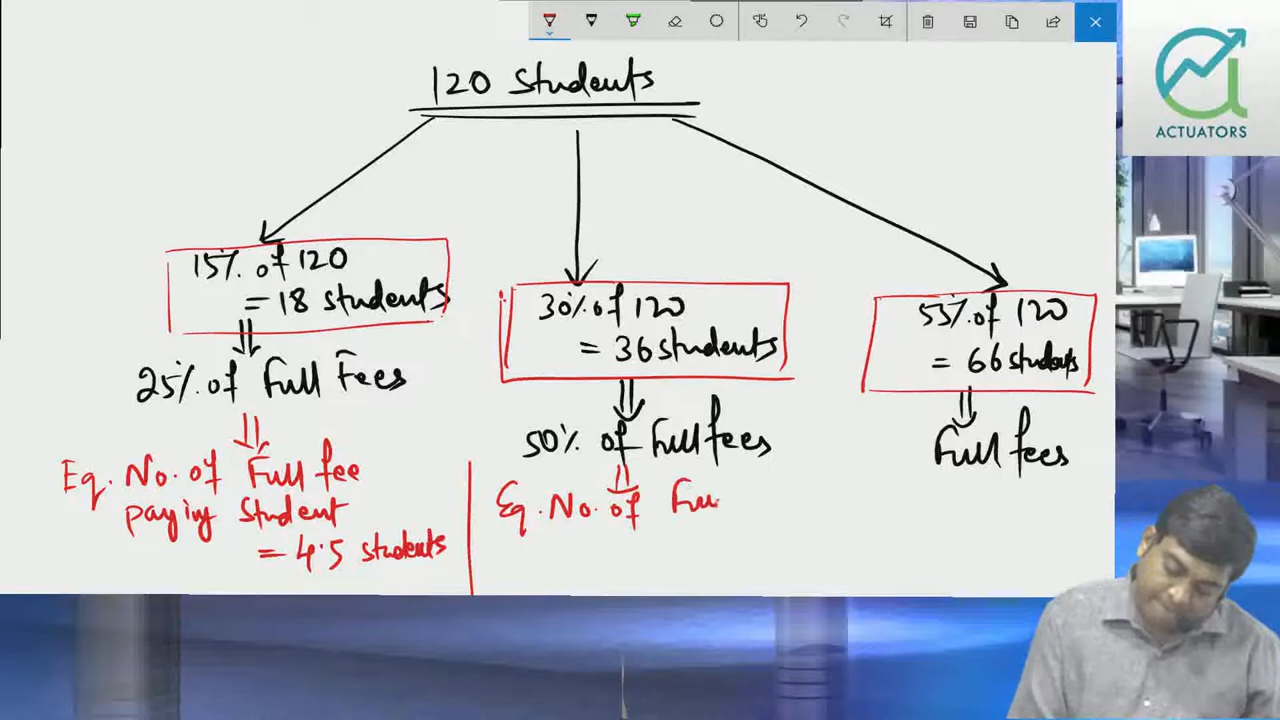 120 Students
ACTUATORS
15% of 120
= 18 students
25% of Full Fees
Eq. No. of Full fee
paying Student
= 4.5 students
30% of 120
= 36 students
50% of Full fees
Eq. No. of Fu
55% of 120
= 66 students
Full fees